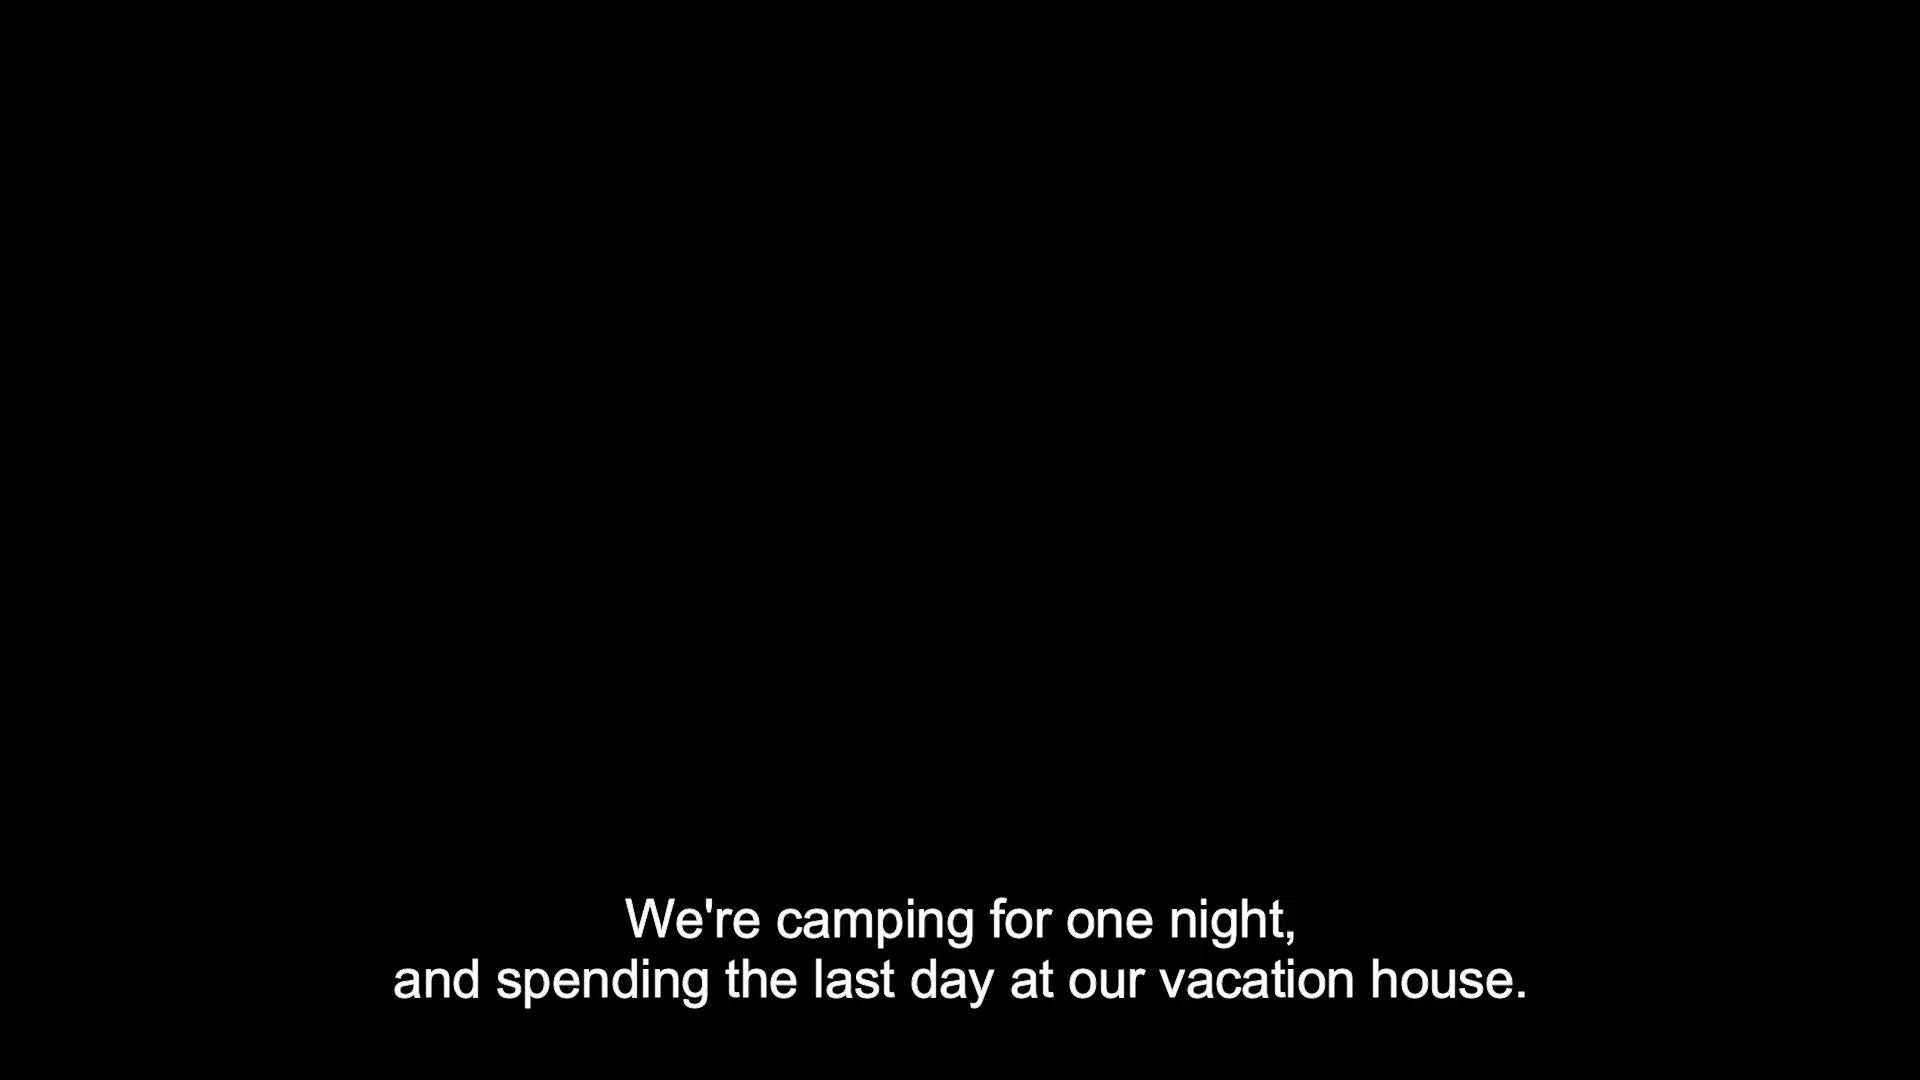 We're camping for one night,
and spending the last day at our vacation house.